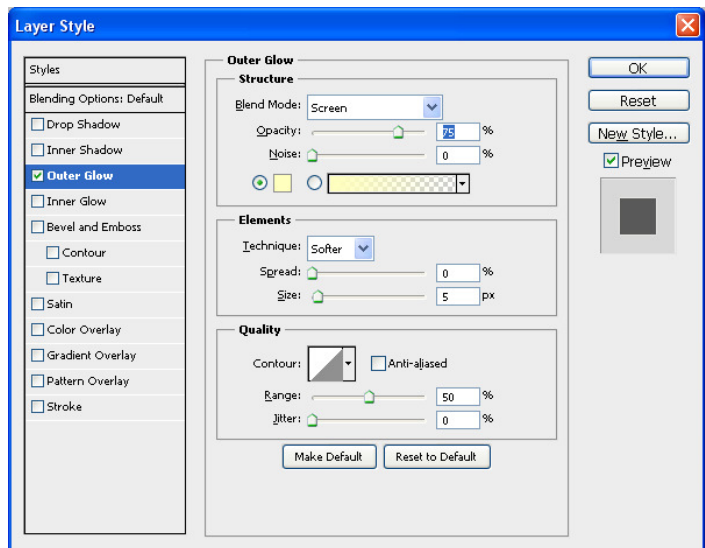 Layer Style
Styles
Blending Options: Default
Drop Shadow
Inner Shadow
Outer Glow
Inner Glow
Bevel and Emboss
Contour
Texture
Satin
Color Overlay
Gradient Overlay
Pattern Overlay
Stroke
Outer Glow
Structure
Blend Mode: Screen
Opacity: 75 %
Noise: 0 %
Elements
Technique: Softer
Spread: 0 %
Size: 5 px
Quality
Contour: Anti-aliased
Range: 50 %
Jitter: 0 %
Make Default Reset to Default
OK
Reset
New Style...
Preview